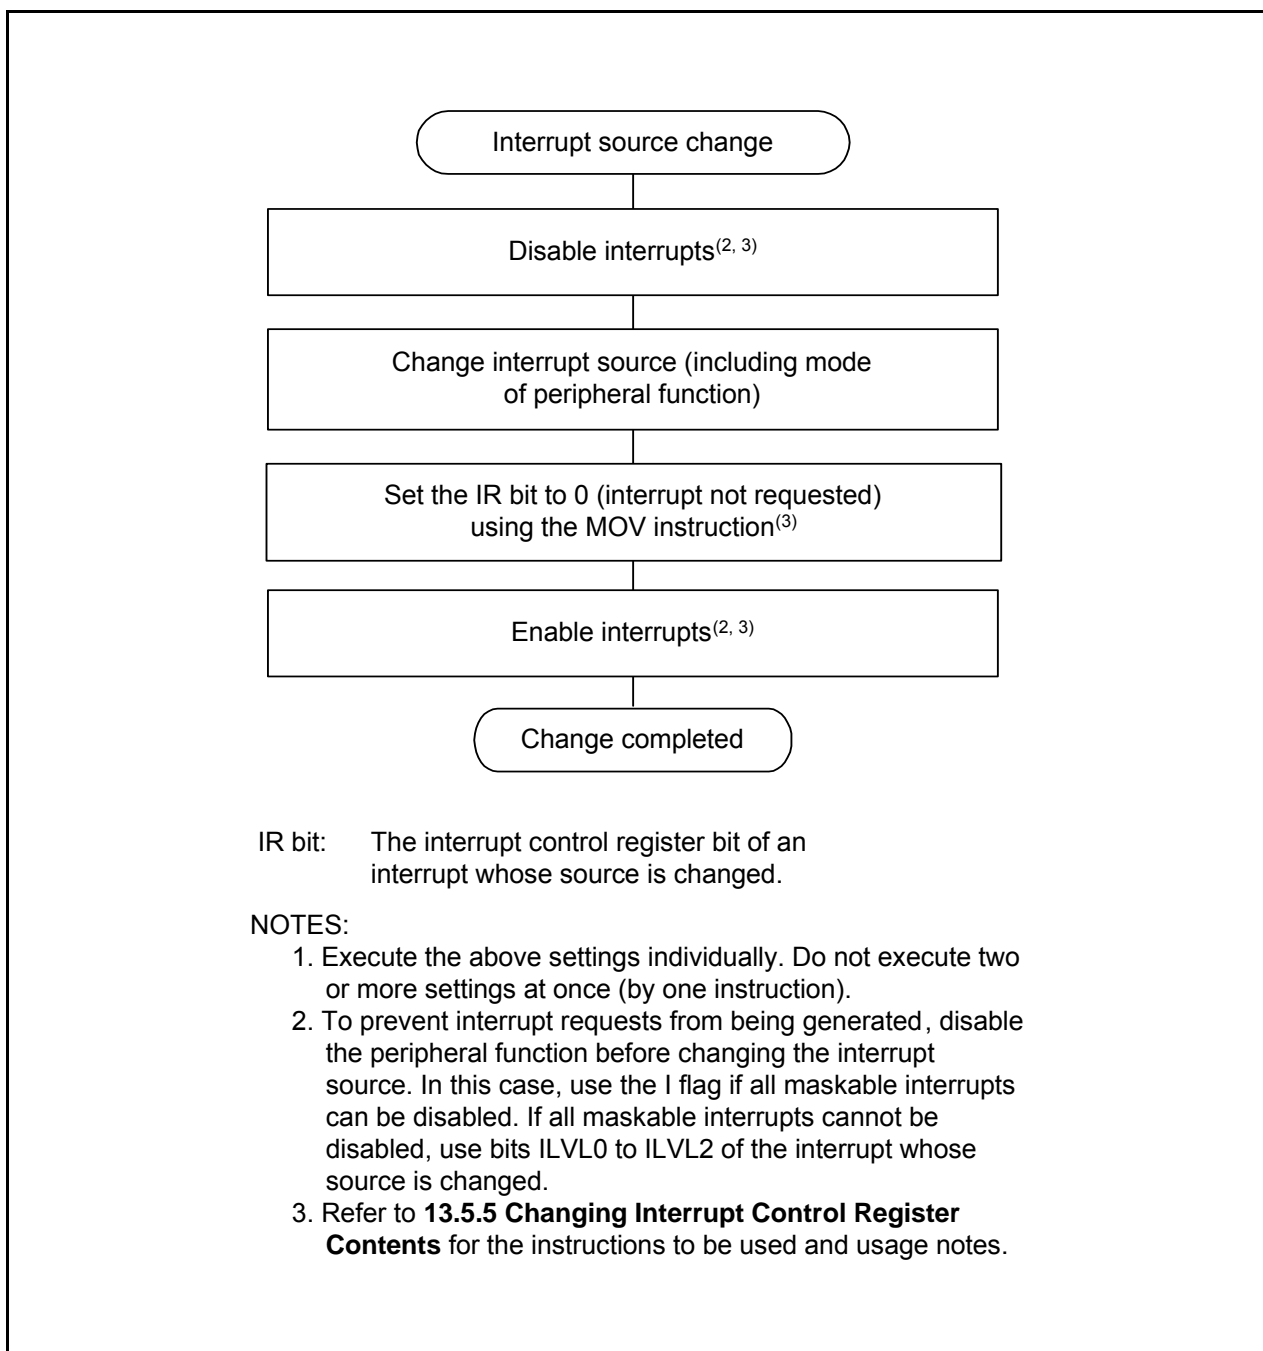 Interrupt source change
Disable interrupts(2, 3)
Change interrupt source (including mode
of peripheral function)
Set the IR bit to 0 (interrupt not requested)
using the MOV instruction(3)
Enable interrupts(2, 3)
Change completed
IR bit: The interrupt control register bit of an
interrupt whose source is changed.
NOTES:
1. Execute the above settings individually. Do not execute two
or more settings at once (by one instruction).
2. To prevent interrupt requests from being generated, disable
the peripheral function before changing the interrupt
source. In this case, use the I flag if all maskable interrupts
can be disabled. If all maskable interrupts cannot be
disabled, use bits ILVL0 to ILVL2 of the interrupt whose
source is changed.
3. Refer to 13.5.5 Changing Interrupt Control Register
Contents for the instructions to be used and usage notes.